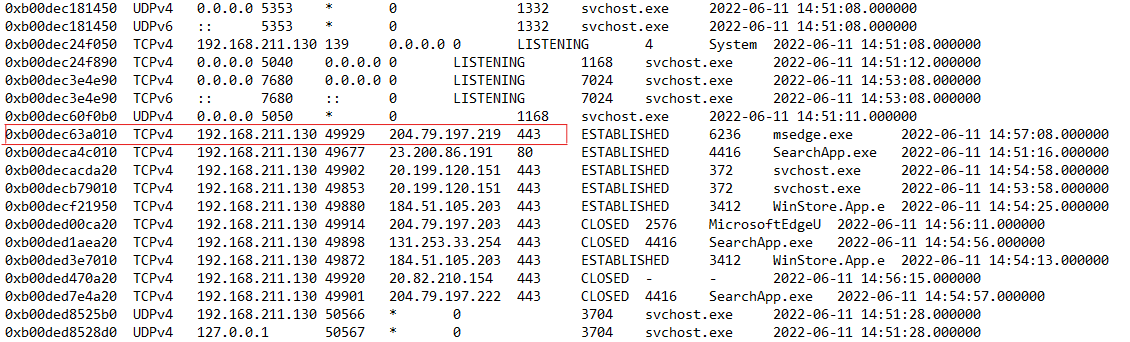 0xb00dec181450 UDPv4 0.0.0.0 5353 * 0 1332 svchost.exe 2022-06-11 14:51:08.000000
0xb00dec181450 UDPv6 :: 5353 * 0 1332 svchost.exe 2022-06-11 14:51:08.000000
0xb00dec24f050 TCPv4 192.168.211.130 139 0.0.0.0 0 LISTENING 4 System 2022-06-11 14:51:08.000000
0xb00dec24f890 TCPv4 0.0.0.0 5040 0.0.0.0 0 LISTENING 1168 svchost.exe 2022-06-11 14:51:12.000000
0xb00dec3e4e90 TCPv4 0.0.0.0 7680 0.0.0.0 0 LISTENING 7024 svchost.exe 2022-06-11 14:53:08.000000
0xb00dec3e4e90 TCPv6 :: 7680 :: 0 LISTENING 7024 svchost.exe 2022-06-11 14:53:08.000000
0xb00dec60f0b0 UDPv4 0.0.0.0 5050 * 0 1168 svchost.exe 2022-06-11 14:51:11.000000
0xb00dec63a010 TCPv4 192.168.211.130 49929 204.79.197.219 443 ESTABLISHED 6236 msedge.exe 2022-06-11 14:57:08.000000
0xb00deca4c010 TCPv4 192.168.211.130 49677 23.200.86.191 80 ESTABLISHED 4416 SearchApp.exe 2022-06-11 14:51:16.000000
0xb00decacda20 TCPv4 192.168.211.130 49902 20.199.120.151 443 ESTABLISHED 372 svchost.exe 2022-06-11 14:54:58.000000
0xb00decb79010 TCPv4 192.168.211.130 49853 20.199.120.151 443 ESTABLISHED 372 svchost.exe 2022-06-11 14:53:58.000000
0xb00decf21950 TCPv4 192.168.211.130 49880 184.51.105.203 443 ESTABLISHED 3412 WinStore.App.e 2022-06-11 14:54:25.000000
0xb00ded00ca20 TCPv4 192.168.211.130 49914 204.79.197.203 443 CLOSED 2576 MicrosoftEdgeU 2022-06-11 14:56:11.000000
0xb00ded1aea20 TCPv4 192.168.211.130 49898 131.253.33.254 443 CLOSED 4416 SearchApp.exe 2022-06-11 14:54:56.000000
0xb00ded3e7010 TCPv4 192.168.211.130 49872 184.51.105.203 443 ESTABLISHED 3412 WinStore.App.e 2022-06-11 14:54:13.000000
0xb00ded470a20 TCPv4 192.168.211.130 49920 20.82.210.154 443 CLOSED - - 2022-06-11 14:56:15.000000
0xb00ded7e4a20 TCPv4 192.168.211.130 49901 204.79.197.222 443 CLOSED 4416 SearchApp.exe 2022-06-11 14:54:57.000000
0xb00ded8525b0 UDPv4 192.168.211.130 50566 * 0 3704 svchost.exe 2022-06-11 14:51:28.000000
0xb00ded8528d0 UDPv4 127.0.0.1 50567 * 0 3704 svchost.exe 2022-06-11 14:51:28.000000